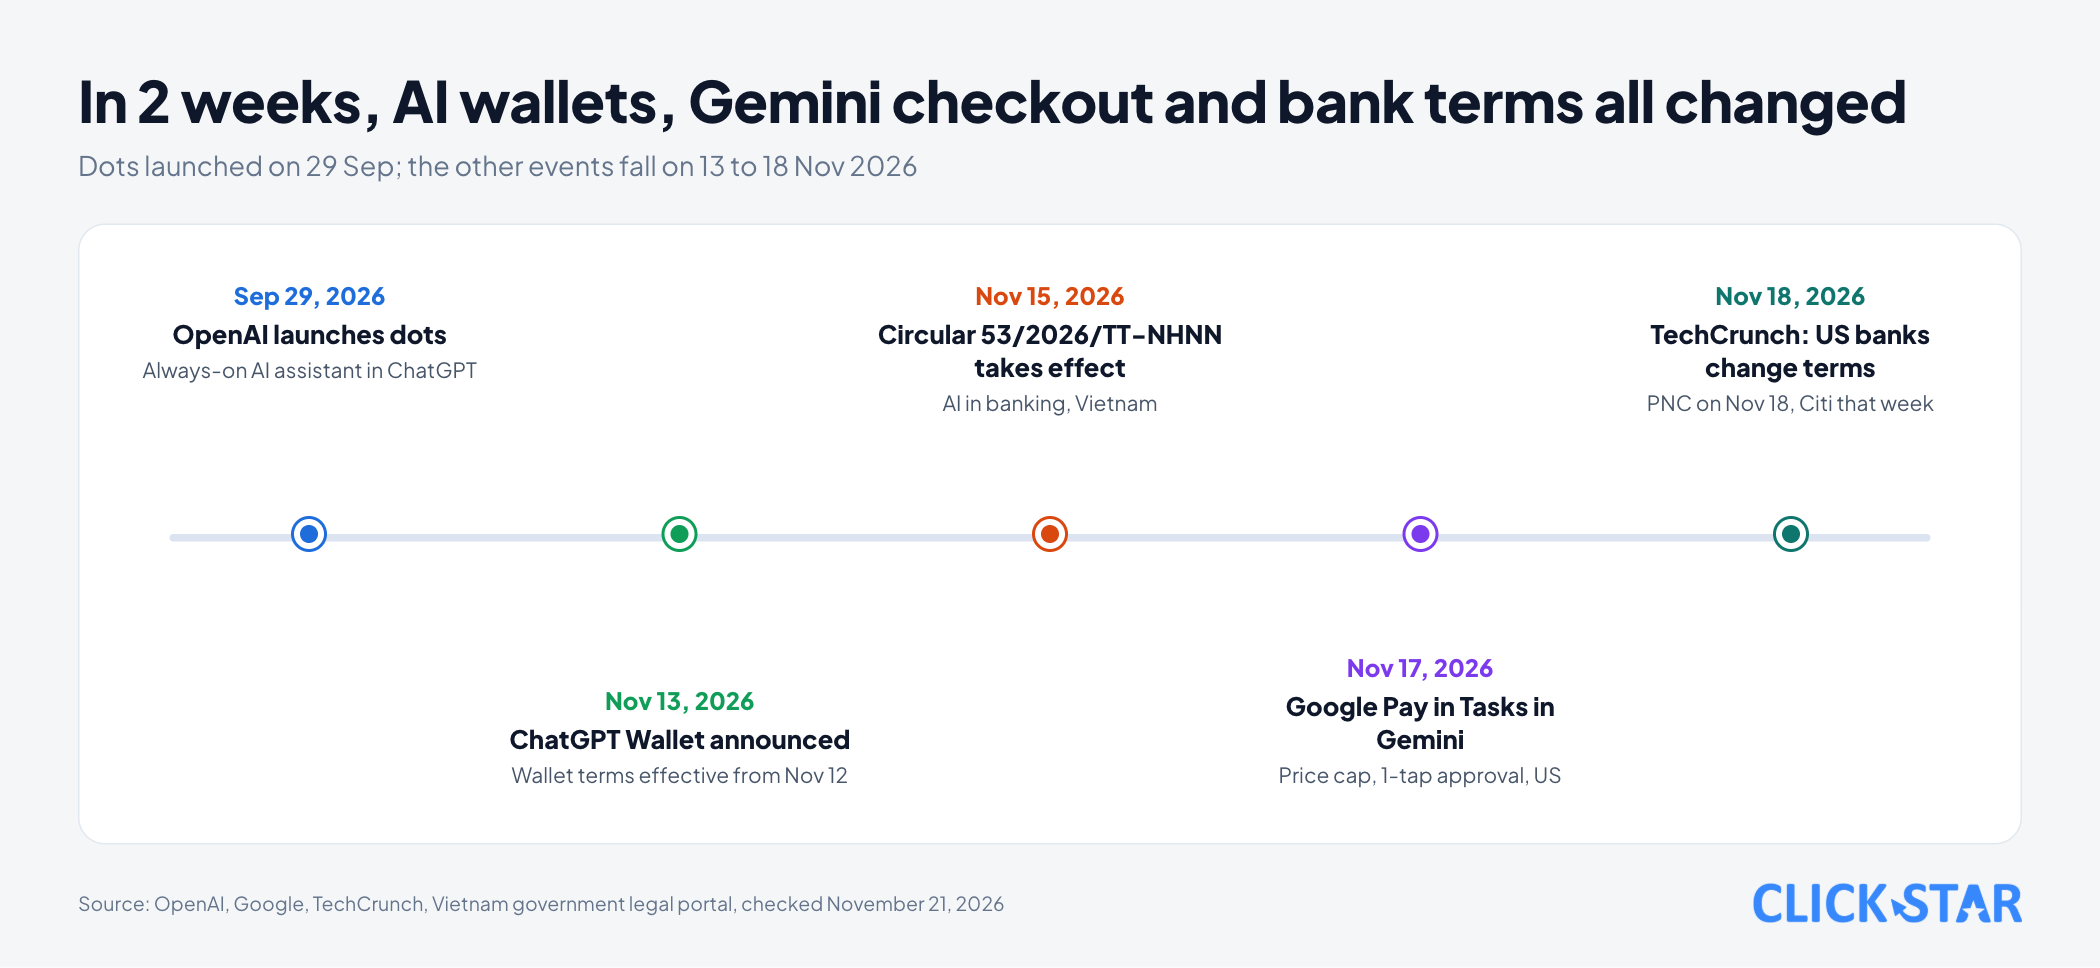 In 2 weeks, AI wallets, Gemini checkout and bank terms all changed
Dots launched on 29 Sep; the other events fall on 13 to 18 Nov 2026
Sep 29, 2026
OpenAI launches dots
Always-on AI assistant in ChatGPT
Nov 13, 2026
ChatGPT Wallet announced
Wallet terms effective from Nov 12
Nov 15, 2026
Circular 53/2026/TT-NHNN
takes effect
AI in banking, Vietnam
Nov 17, 2026
Google Pay in Tasks in
Gemini
Price cap, 1-tap approval, US
Nov 18, 2026
TechCrunch: US banks
change terms
PNC on Nov 18, Citi that week
Source: OpenAI, Google, TechCrunch, Vietnam government legal portal, checked November 21, 2026
CLICK STAR